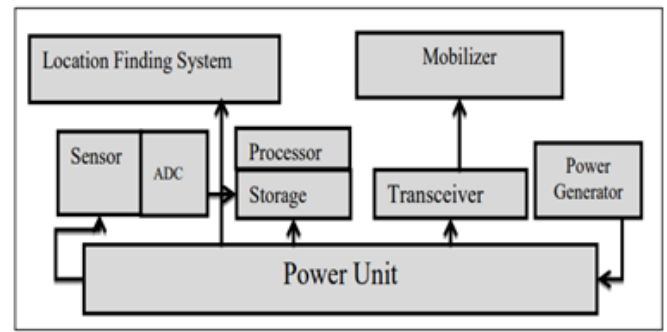 Location Finding System
Mobilizer
Sensor
ADC
Processor
Storage
Transceiver
Power
Generator
Power Unit